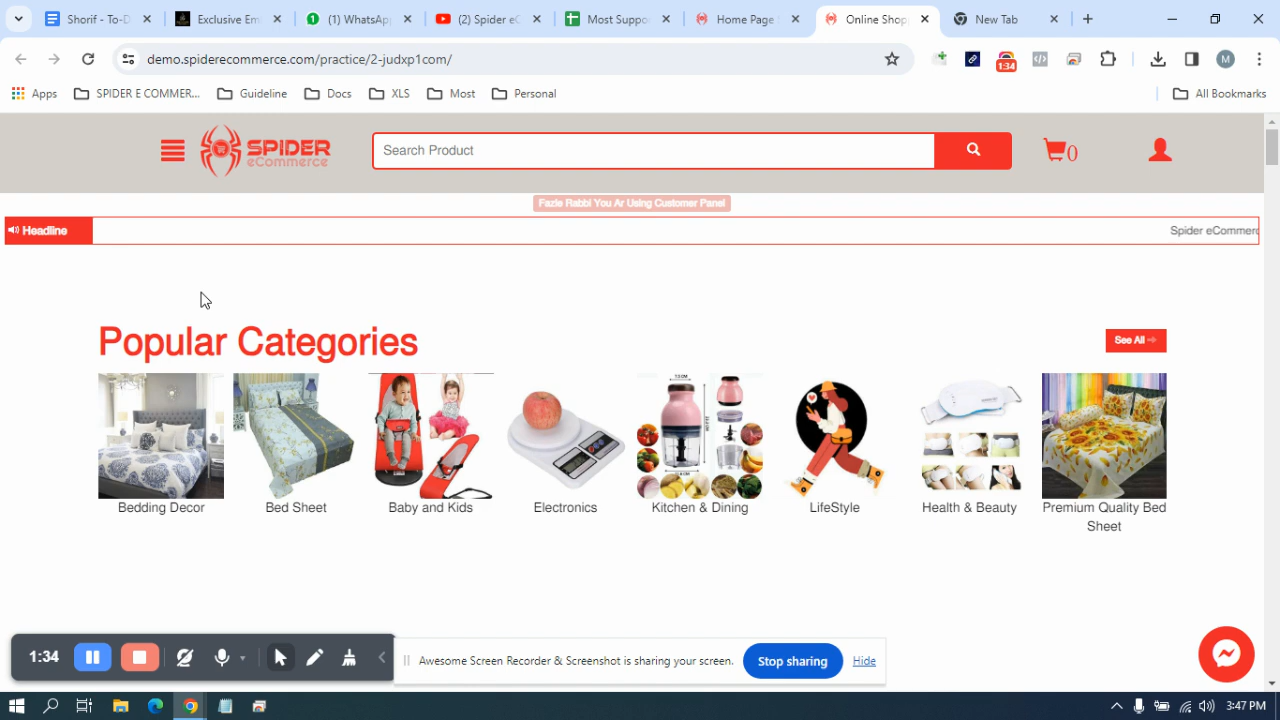 Shorif - To-D
Exclusive Em
(1) WhatsAp
(2) Spider eC
Most Suppo
Home Page
Online Shop
New Tab
demo.spiderecommerce.com/practice/2-judxp1com/
1:34
M
Apps
SPIDER E COMMER...
Guideline
Docs
XLS
Most
Personal
All Bookmarks
SPIDER
eCommerce
Search Product
0
Fazle Rabbi You Ar Using Customer Panel
Headline
Spider eCommerc
Popular Categories
See All
Bedding Decor
Bed Sheet
Baby and Kids
Electronics
Kitchen & Dining
LifeStyle
Health & Beauty
Premium Quality Bed
Sheet
1:34
Awesome Screen Recorder & Screenshot is sharing your screen.
Stop sharing
Hide
3:47 PM